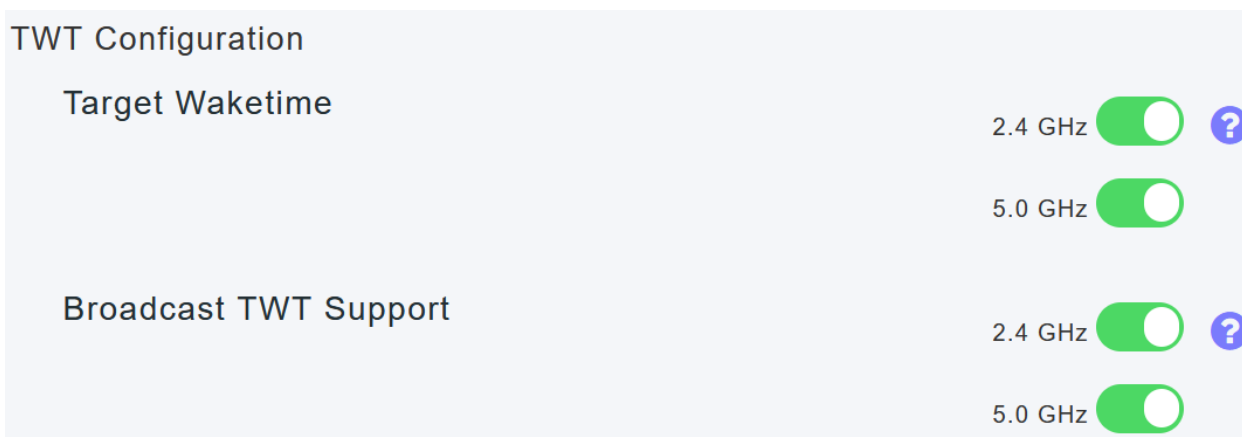 TWT Configuration
Target Waketime
2.4 GHz ?
5.0 GHz
Broadcast TWT Support
2.4 GHz ?
5.0 GHz